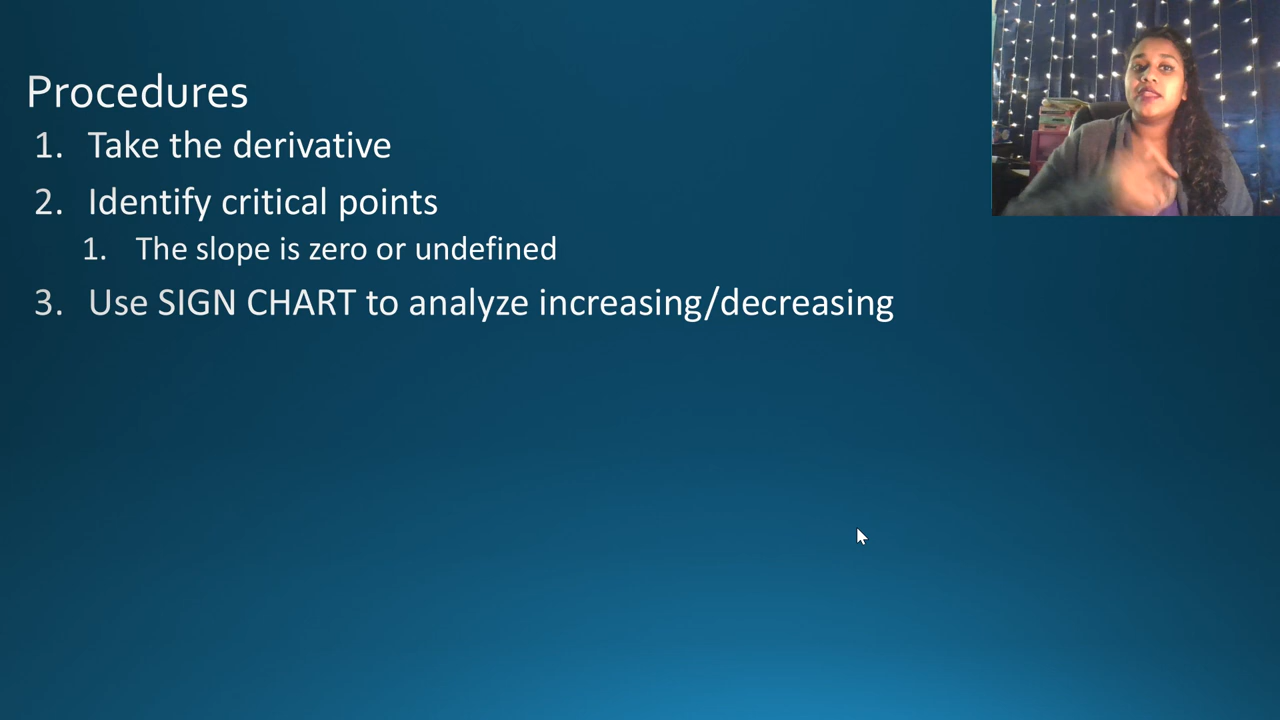 Procedures
1. Take the derivative
2. Identify critical points
1. The slope is zero or undefined
3. Use SIGN CHART to analyze increasing/decreasing